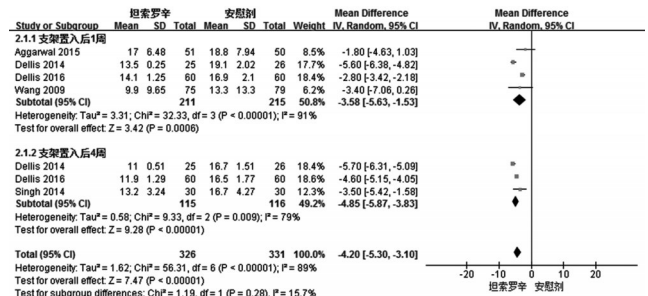 坦索罗辛 安慰剂 Mean Difference Mean Difference
Study or Subgroup Mean SD Total Mean SD Total Weight IV, Random, 95% CI IV, Random, 95% CI
2.1.1 支架置入后1周
Aggarwal 2015 17 6.48 51 18.8 7.94 50 8.5% -1.80 [-4.63, 1.03]
Dellis 2014 13.5 0.25 25 19.1 2.02 26 17.7% -5.60 [-6.38, -4.82]
Dellis 2016 14.1 1.25 60 16.9 2.1 60 18.2% -2.80 [-3.42, -2.18]
Wang 2009 9.9 9.65 75 13.3 13.3 79 6.5% -3.40 [-7.06, 0.26]
Subtotal (95% CI) 211 215 50.8% -3.58 [-5.63, -1.53]
Heterogeneity: Tau² = 3.31; Chi² = 32.33, df = 3 (P < 0.00001); I² = 91%
Test for overall effect: Z = 3.42 (P = 0.0006)
2.1.2 支架置入后4周
Dellis 2014 11 0.51 25 16.7 1.51 26 18.4% -5.70 [-6.31, -5.09]
Dellis 2016 11.9 1.29 60 16.5 1.77 60 18.4% -4.60 [-5.15, -4.05]
Singh 2014 13.2 3.24 30 16.7 4.27 30 12.3% -3.50 [-5.42, -1.58]
Subtotal (95% CI) 115 116 49.2% -4.85 [-5.87, -3.83]
Heterogeneity: Tau² = 0.58; Chi² = 9.33, df = 2 (P = 0.009); I² = 79%
Test for overall effect: Z = 9.28 (P < 0.00001)
Total (95% CI) 326 331 100.0% -4.20 [-5.30, -3.10]
Heterogeneity: Tau² = 1.62; Chi² = 56.31, df = 6 (P < 0.00001); I² = 89%
Test for overall effect: Z = 7.47 (P < 0.00001)
Test for subgroup differences: Chi² = 1.19, df = 1 (P = 0.28), I² = 15.7%
-20 -10 0 10 20
坦索罗辛 安慰剂